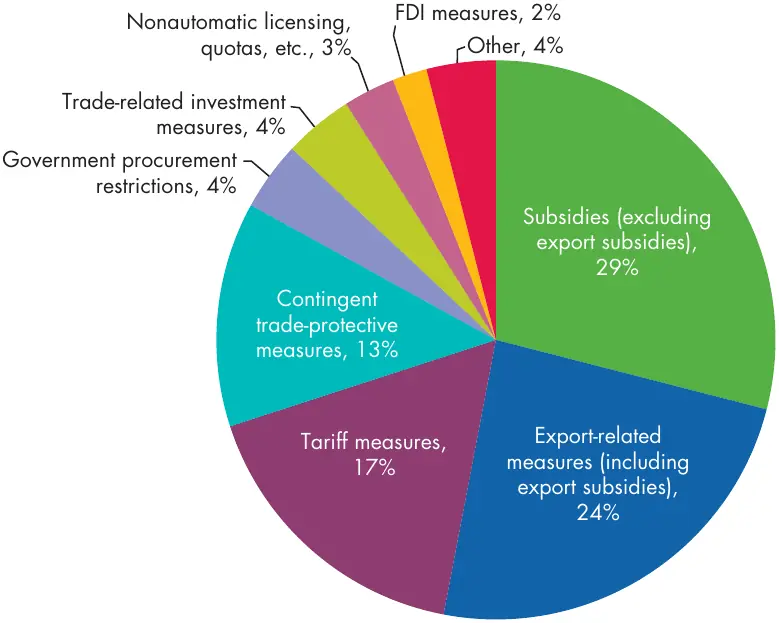 FDI measures, 2%
Nonautomatic licensing,
quotas, etc., 3%
Other, 4%
Trade-related investment
measures, 4%
Government procurement
restrictions, 4%
Subsidies (excluding
export subsidies),
29%
Contingent
trade-protective
measures, 13%
Tariff measures,
17%
Export-related
measures (including
export subsidies),
24%